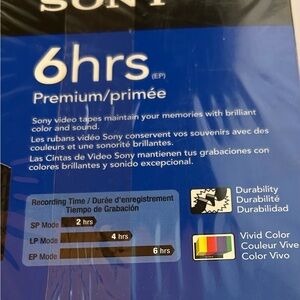 SONY
6hrs (EP)
Premium/primée
Sony video tapes maintain your memories with brilliant
color and sound.
Les rubans vidéo Sony conservent vos souvenirs avec des
couleurs et une sonorité brillantes.
Las Cintas de Video Sony mantienen tus grabaciones con
colores brillantes y sonido excepcional.
Recording Time / Durée d'enregistrement
Tiempo de Grabación
SP Mode 2 hrs
LP Mode 4 hrs
EP Mode 6 hrs
Durability
Durabilité
Durabilidad
Vivid Color
Couleur Vive
Color Vivo